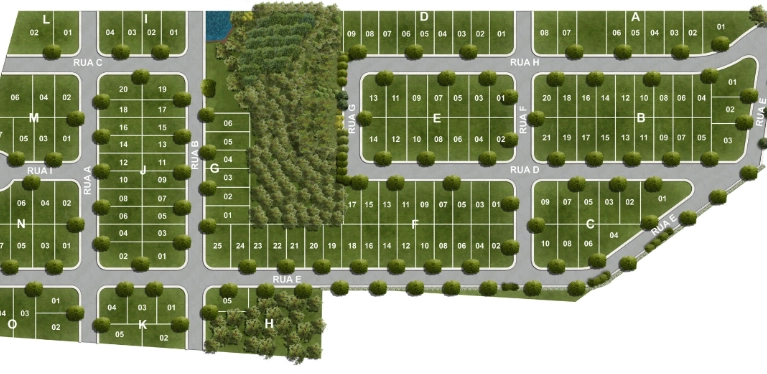 L
02 01
I
04 03 02 01
D
09 08 07 06 05 04 03 02 01
A
08 07 06 05 04 03 02 01
RUA C
RUA H
M
06 04 02
05 03 01
J
20 19
18 17
16 15
14 13
12 11
10 09
08 07
06 05
04 03
02 01
RUA A
RUA B
G
06
05
04
03
02
01
RUA G
E
13 11 09 07 05 03 01
14 12 10 08 06 04 02
RUA F
B
20 18 16 14 12 10 08 06 04
01
02
03
21 19 17 15 13 11 09 07 05
RUA E
RUA I
RUA D
N
06 04 02
05 03 01
F
25 24 23 22 21 20 19 18 16 14 12 10 08 06 04 02
17 15 13 11 09 07 05 03 01
C
09 07 05 03 02 01
10 08 06 04
RUA E
RUA E
O
03 01
02
K
04 03 01
05 02
H
05